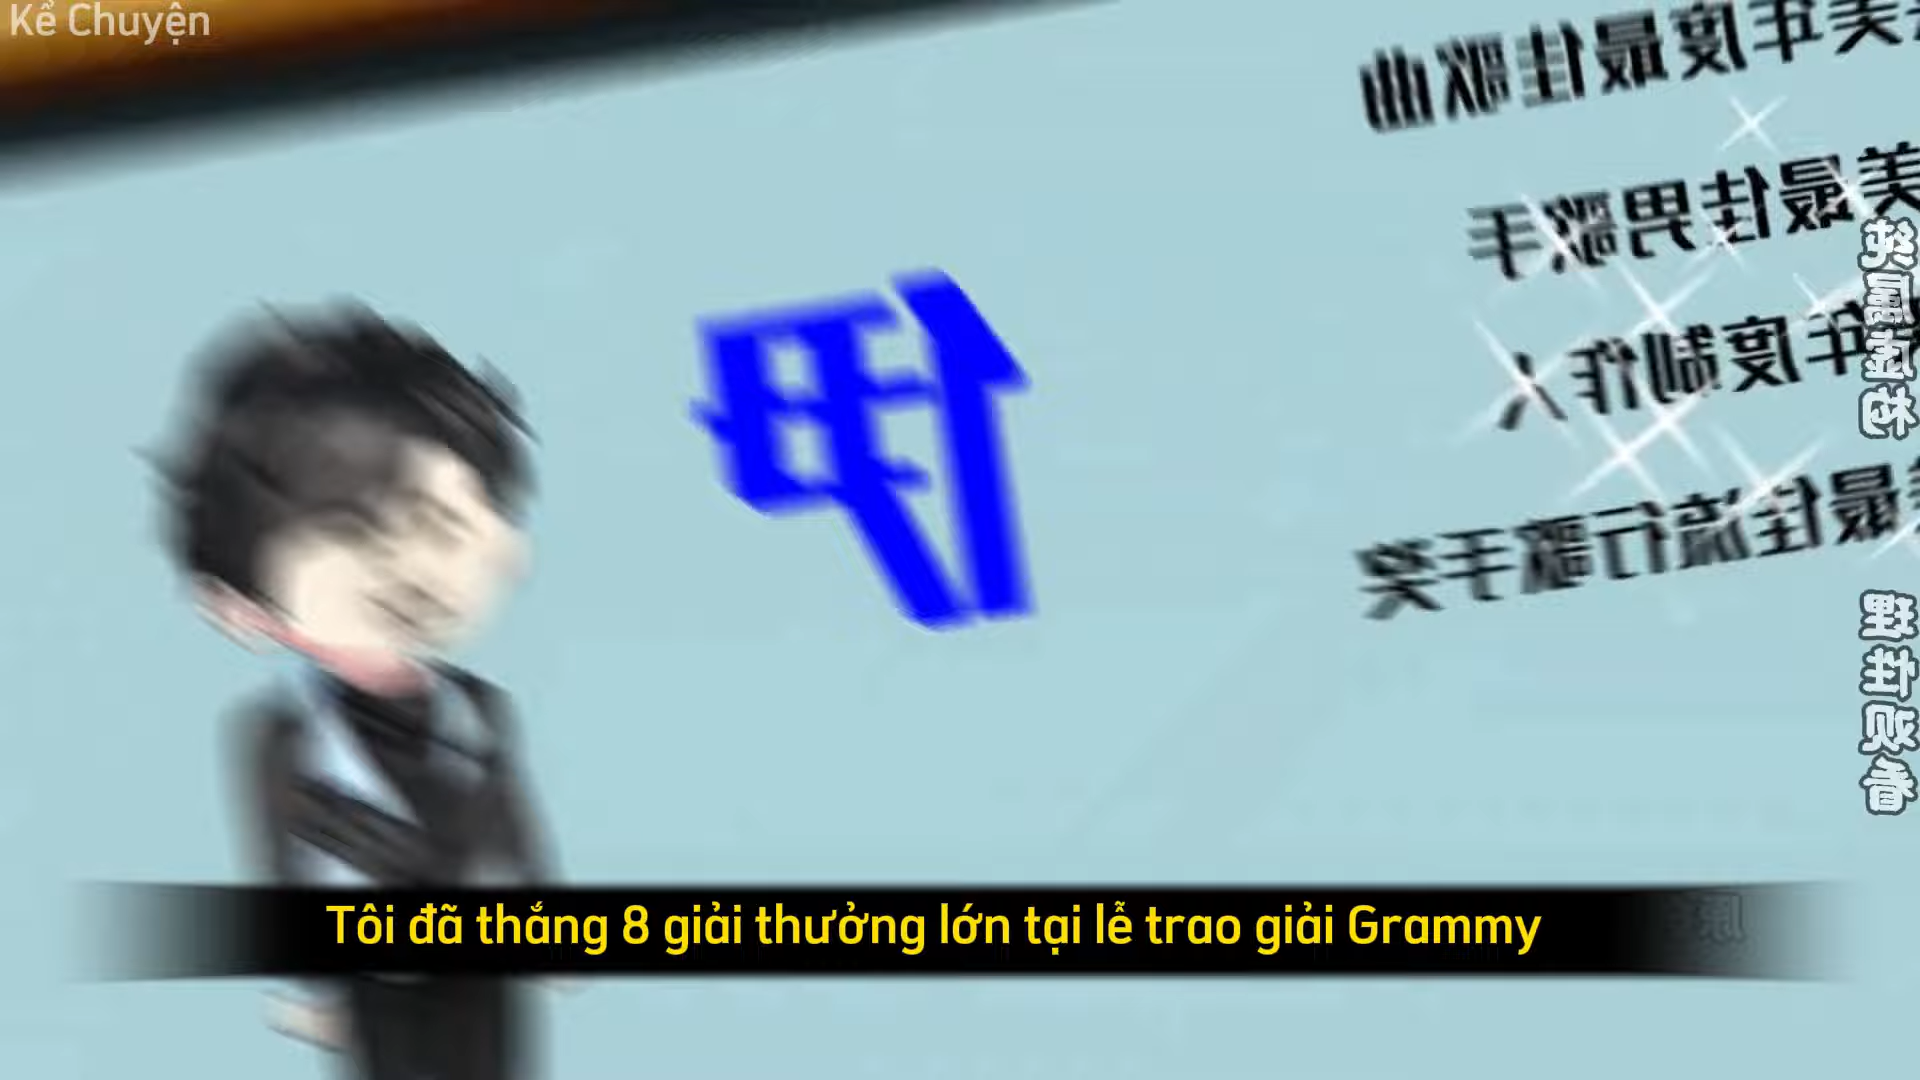 Kể Chuyện
美年度最佳歌曲
美最佳男歌手
年度制作人
最佳流行歌手奖
俾
纯属虚构
理性观看
Tôi đã thắng 8 giải thưởng lớn tại lễ trao giải Grammy